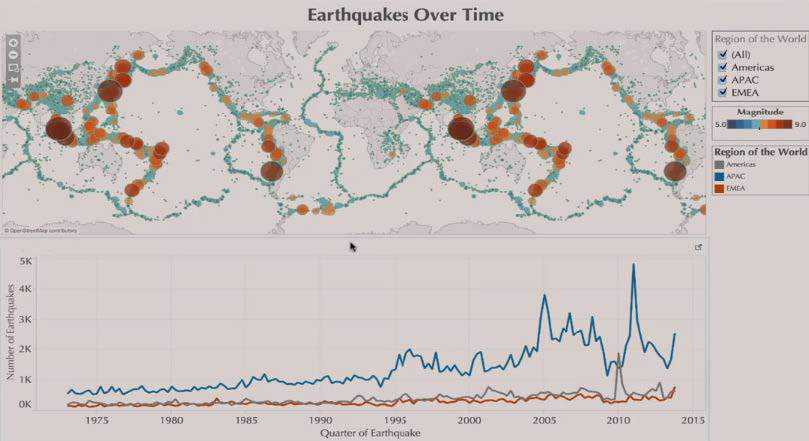 Earthquakes Over Time
Region of the World
(All)
Americas
APAC
EMEA
Magnitude
5.0
9.0
Region of the World
Americas
APAC
EMEA
© OpenStreetMap contributors
Number of Earthquakes
5K
4K
3K
2K
1K
0K
1975
1980
1985
1990
1995
2000
2005
2010
2015
Quarter of Earthquake